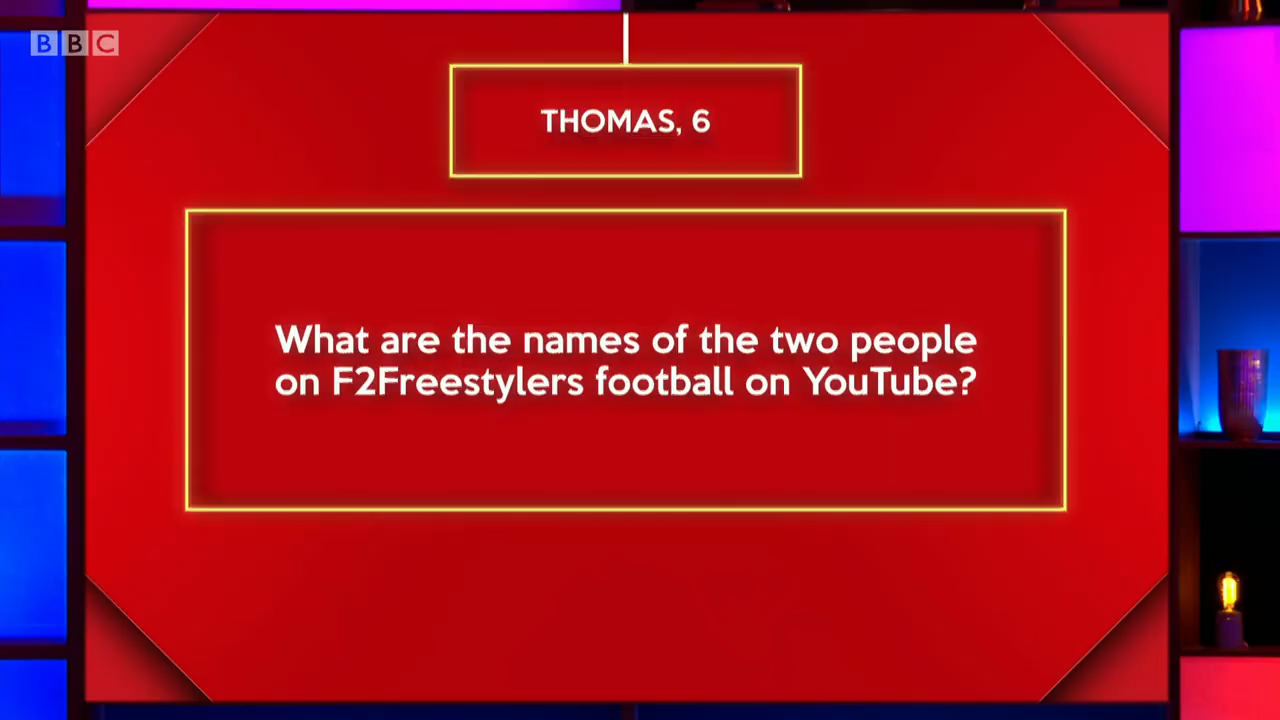 BBC
THOMAS, 6
What are the names of the two people
on F2Freestylers football on YouTube?